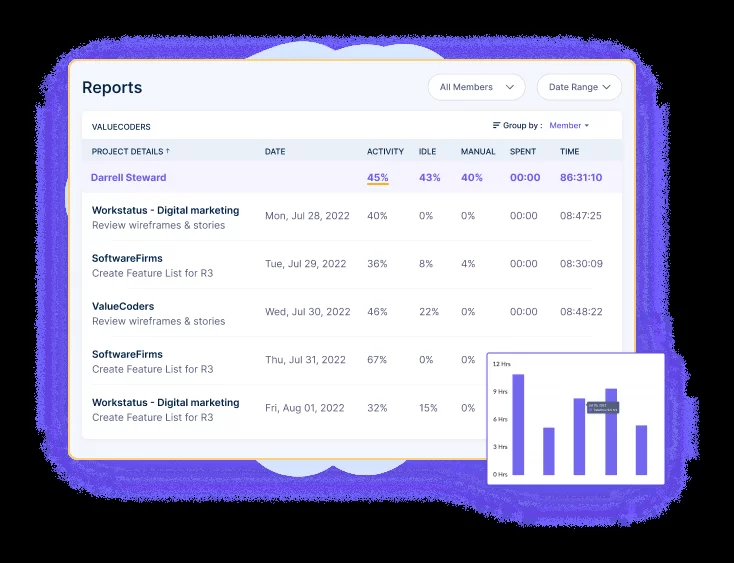 Reports
All Members
Date Range
VALUECODERS
Group by : Member
PROJECT DETAILS ↑ DATE ACTIVITY IDLE MANUAL SPENT TIME
Darrell Steward 45% 43% 40% 00:00 86:31:10
Workstatus - Digital marketing
Review wireframes & stories
Mon, Jul 28, 2022 40% 0% 0% 00:00 08:47:25
SoftwareFirms
Create Feature List for R3
Tue, Jul 29, 2022 36% 8% 4% 00:00 08:30:09
ValueCoders
Review wireframes & stories
Wed, Jul 30, 2022 46% 22% 0% 00:00 08:48:22
SoftwareFirms
Create Feature List for R3
Thu, Jul 31, 2022 67% 0% 0%
Workstatus - Digital marketing
Create Feature List for R3
Fri, Aug 01, 2022 32% 15% 0%
12 Hrs
9 Hrs
6 Hrs
3 Hrs
0 Hrs